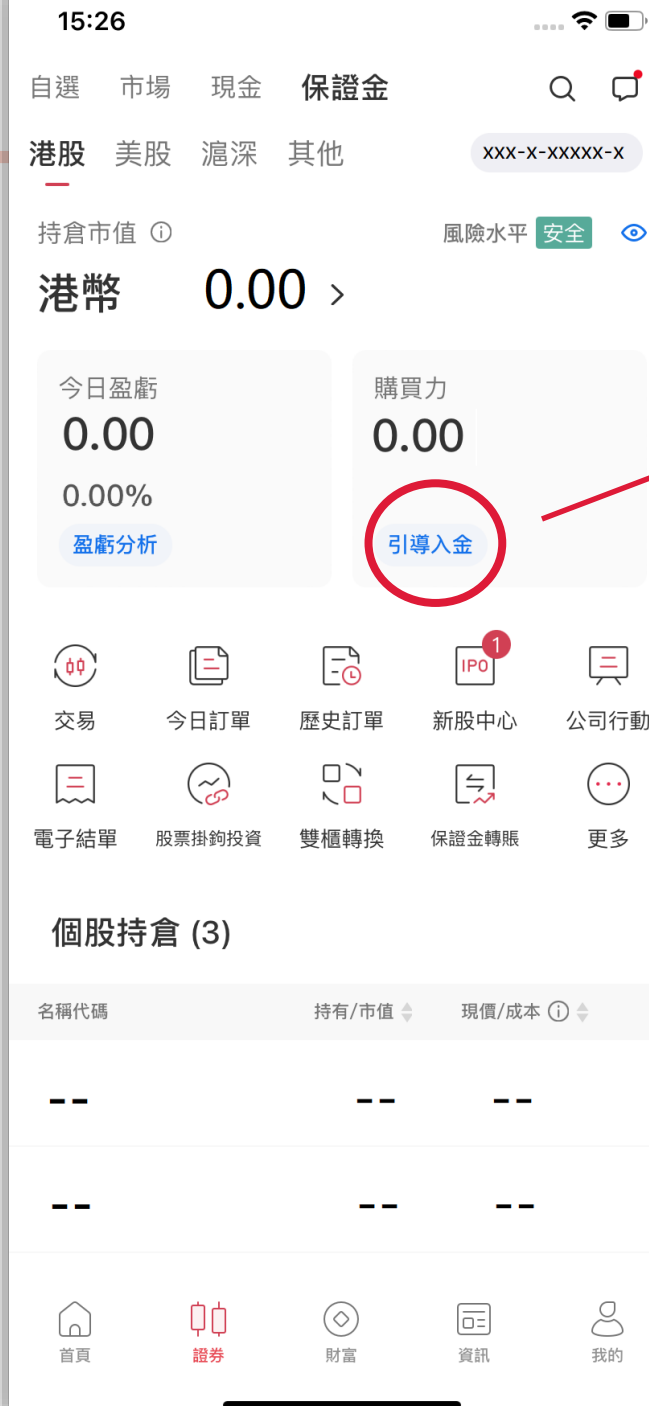 15:26
自選 市場 現金 保證金
港股 美股 滬深 其他 xxx-x-xxxxx-x
持倉市值 風險水平 安全
港幣 0.00
今日盈虧 購買力
0.00 0.00
0.00%
盈虧分析 引導入金
IPO 1
交易 今日訂單 歷史訂單 新股中心 公司行動
電子結單 股票掛鈎投資 雙櫃轉換 保證金轉賬 更多
個股持倉 (3)
名稱代碼 持有/市值 現價/成本
-- -- --
-- -- --
首頁 證券 財富 資訊 我的